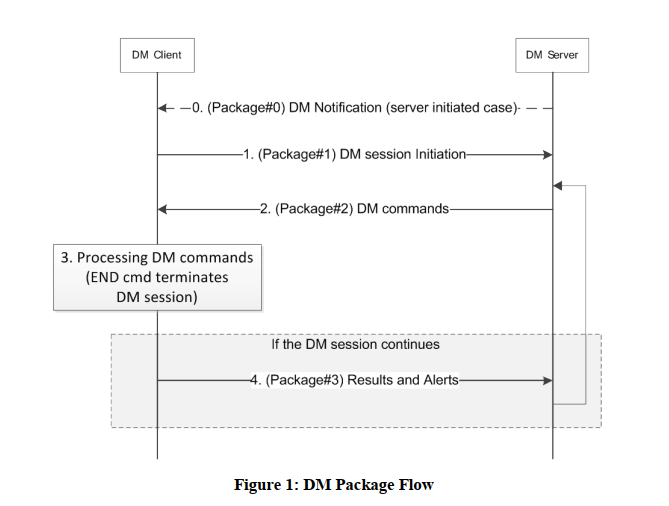 DM Client
DM Server
0. (Package#0) DM Notification (server initiated case)
1. (Package#1) DM session Initiation
2. (Package#2) DM commands
3. Processing DM commands
(END cmd terminates
DM session)
If the DM session continues
4. (Package#3) Results and Alerts
Figure 1: DM Package Flow